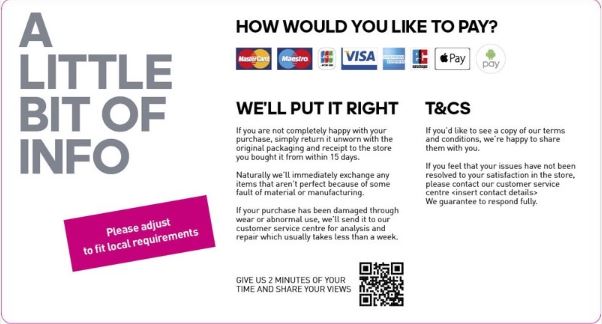 A
LITTLE
BIT OF
INFO
Please adjust
to fit local requirements
HOW WOULD YOU LIKE TO PAY?
MasterCard Maestro JCB VISA Pay pay
WE'LL PUT IT RIGHT
If you are not completely happy with your
purchase, simply return it unworn with the
original packaging and receipt to the store
you bought it from within 15 days.
Naturally we'll immediately exchange any
items that aren't perfect because of some
fault of material or manufacturing.
If your purchase has been damaged through
wear or abnormal use, we'll send it to our
customer service centre for analysis and
repair which usually takes less than a week.
GIVE US 2 MINUTES OF YOUR
TIME AND SHARE YOUR VIEWS
T&CS
If you'd like to see a copy of our terms
and conditions, we're happy to share
them with you.
If you feel that your issues have not been
resolved to your satisfaction in the store,
please contact our customer service
centre <insert contact details>
We guarantee to respond fully.